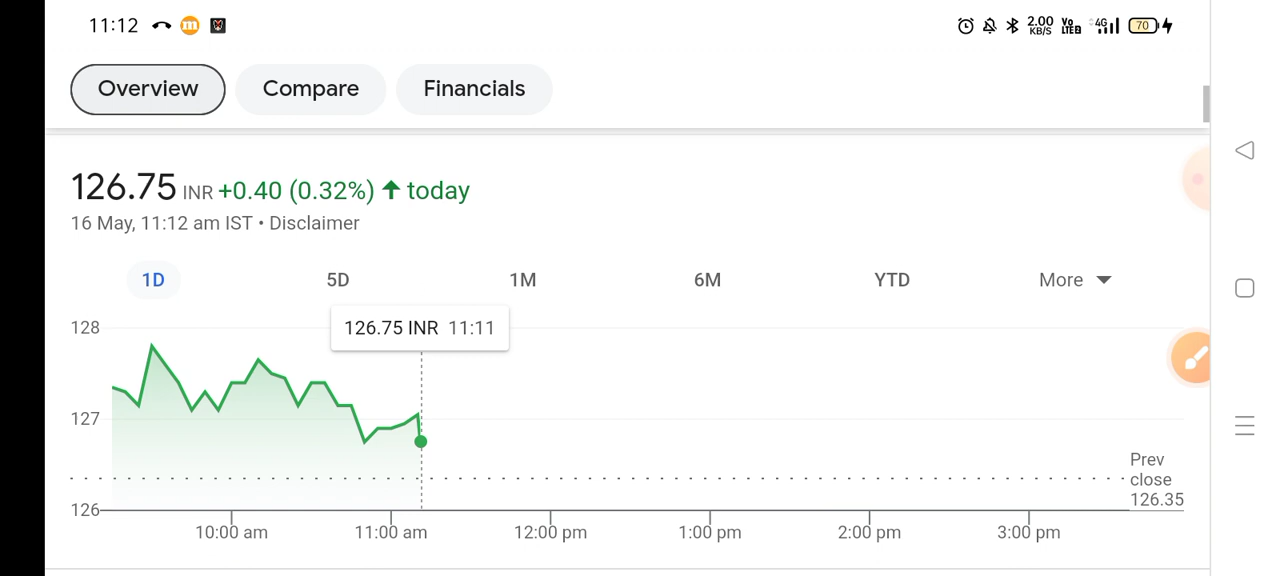 11:12 m 2.00 KB/S Vo LTE2 4G 70
Overview Compare Financials
126.75 INR +0.40 (0.32%) today
16 May, 11:12 am IST • Disclaimer
1D 5D 1M 6M YTD More
126.75 INR 11:11
128
127
126
Prev
close
126.35
10:00 am 11:00 am 12:00 pm 1:00 pm 2:00 pm 3:00 pm